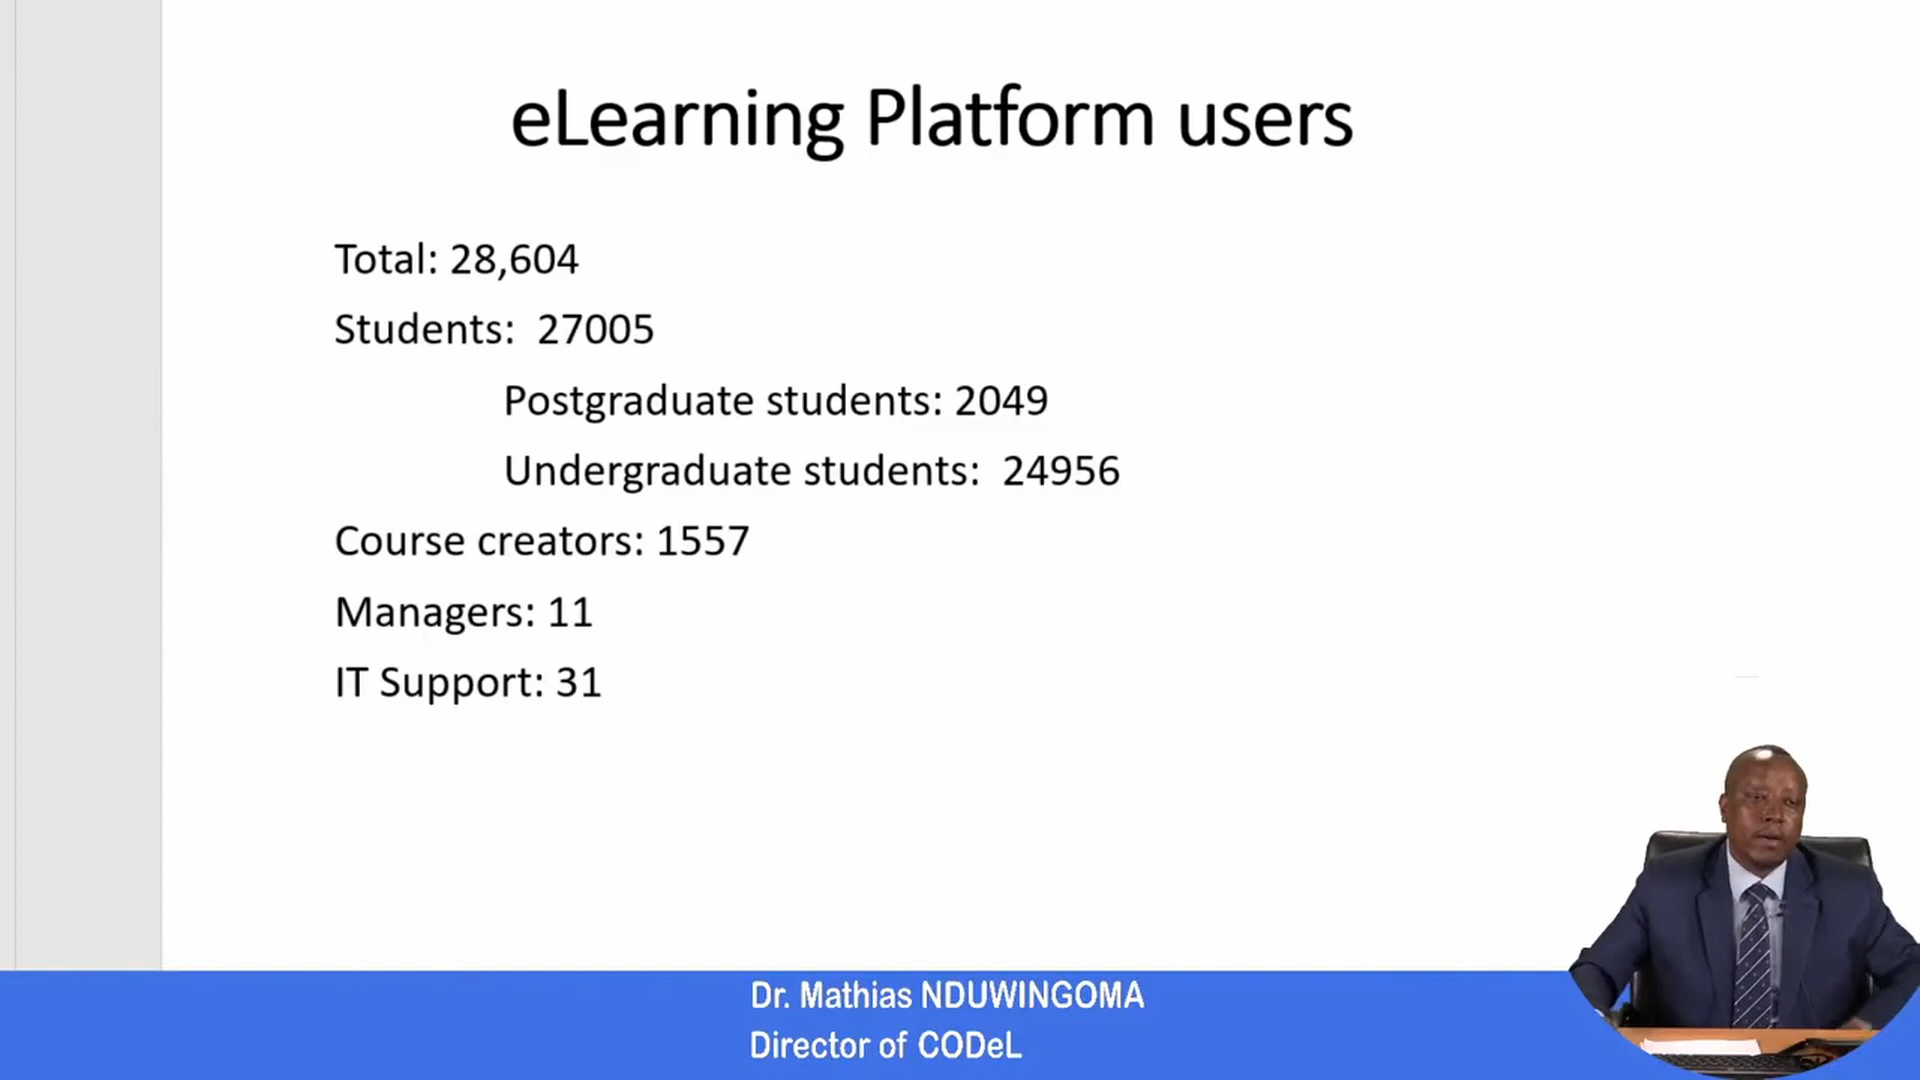 eLearning Platform users
Total: 28,604
Students:  27005
Postgraduate students: 2049
Undergraduate students:  24956
Course creators: 1557
Managers: 11
IT Support: 31
Dr. Mathias NDUWINGOMA
Director of CODeL